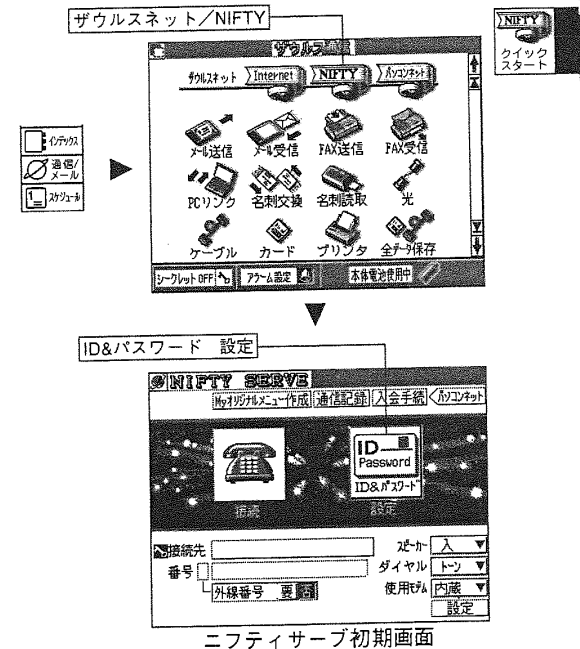 ザウルスネット／NIFTY
NIFTY
クイック
スタート
ザウルス通信
ザウルスネット Internet NIFTY パソコンネット
メール送信 メール受信 FAX送信 FAX受信
PCリンク 名刺交換 名刺読取 光
ケーブル カード プリンタ 全データ保存
シークレットOFF アラーム設定 本体電池使用中
インデックス
通信/
メール
1 スケジュール
ID&パスワード 設定
NIFTY SERVE
Myオリジナルメニュー作成 通信記録 入会手続 パソコンネット
ID
Password
ID&パスワード
接続 設定
接続先 スピーカー 入
番号 ダイヤル トーン
外線番号 要 否 使用モデム 内蔵
設定
ニフティサーブ初期画面